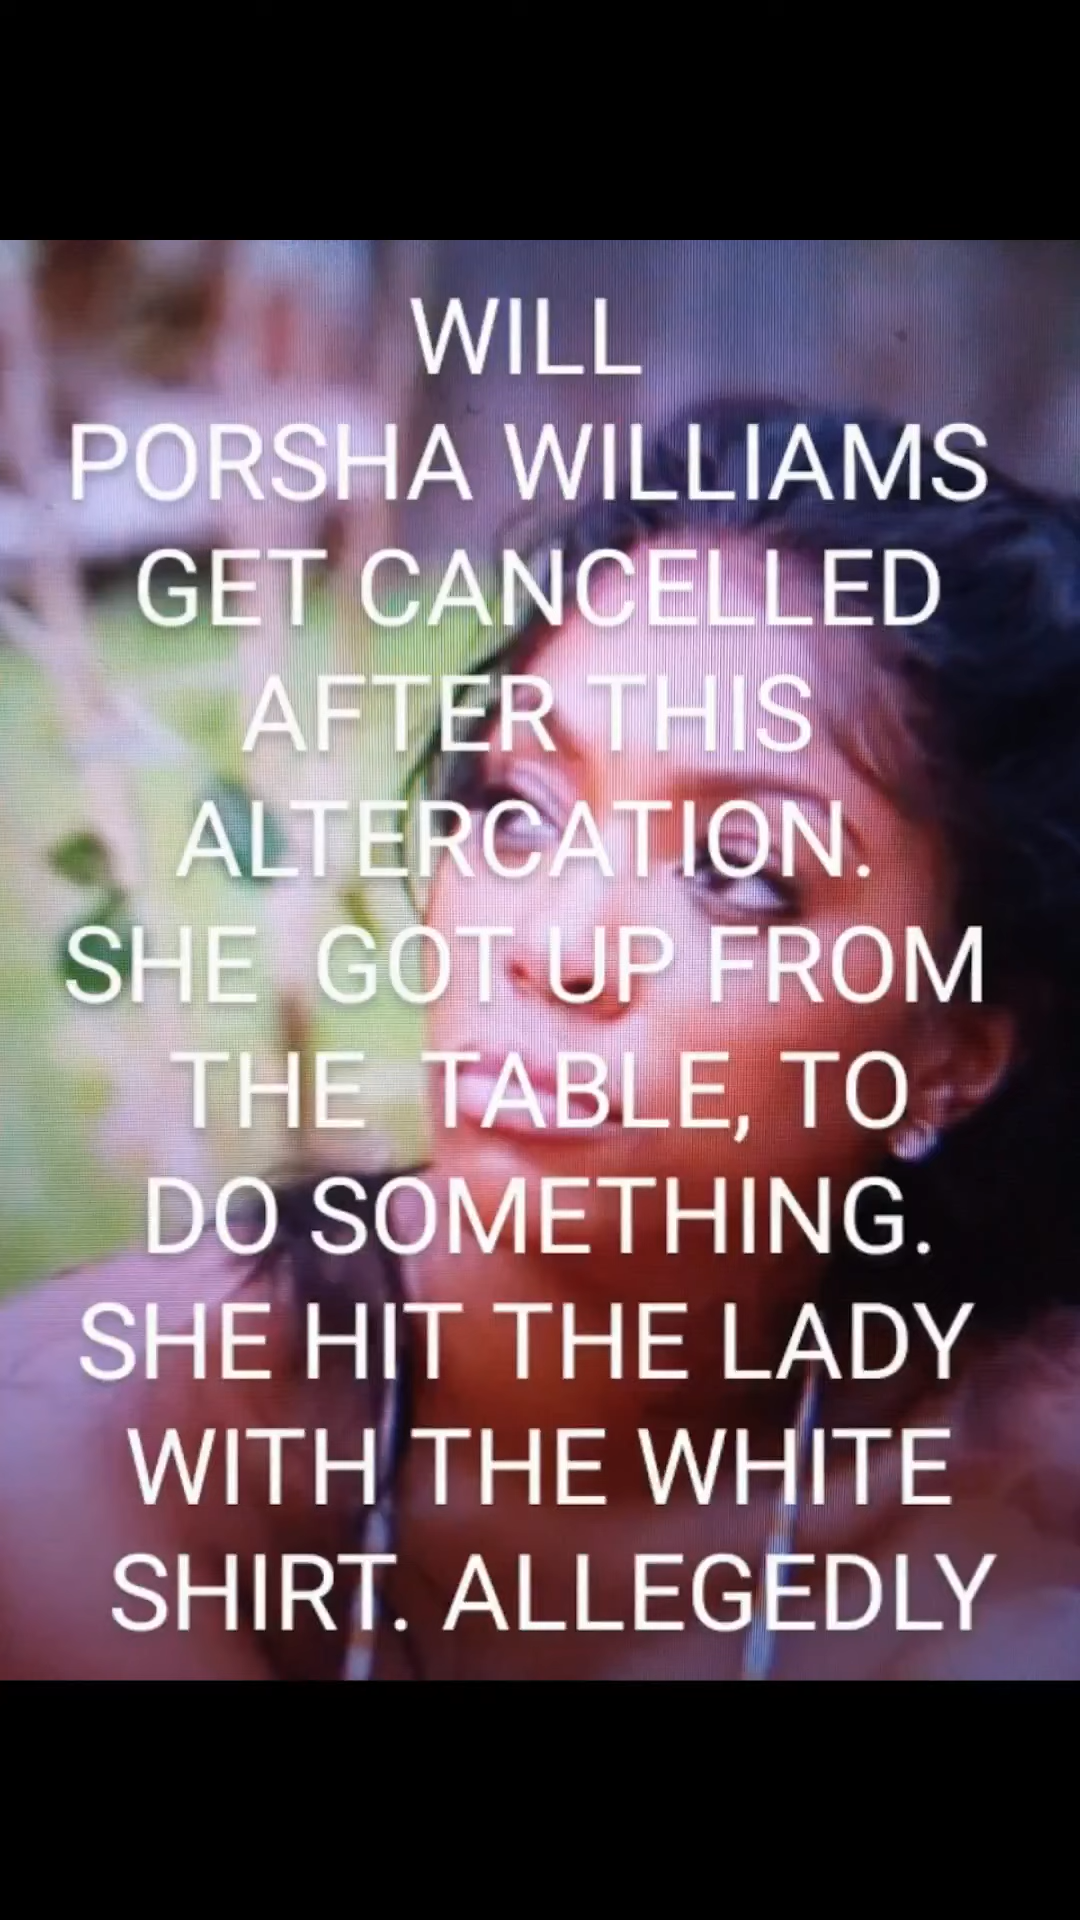 WILL
PORSHA WILLIAMS
GET CANCELLED
AFTER THIS
ALTERCATION.
SHE GOT UP FROM
THE TABLE, TO
DO SOMETHING.
SHE HIT THE LADY
WITH THE WHITE
SHIRT. ALLEGEDLY